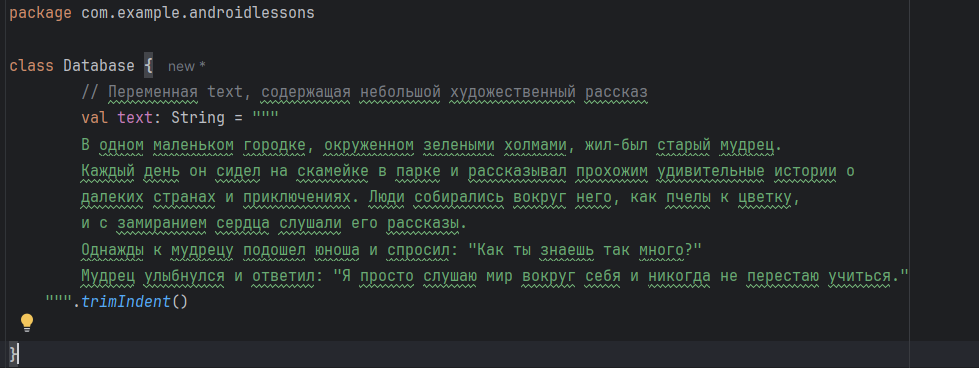 package com.example.androidlessons
class Database { new *
// Переменная text, содержащая небольшой художественный рассказ
val text: String = """
В одном маленьком городке, окруженном зелеными холмами, жил-был старый мудрец.
Каждый день он сидел на скамейке в парке и рассказывал прохожим удивительные истории о
далеких странах и приключениях. Люди собирались вокруг него, как пчелы к цветку,
и с замиранием сердца слушали его рассказы.
Однажды к мудрецу подошел юноша и спросил: "Как ты знаешь так много?"
Мудрец улыбнулся и ответил: "Я просто слушаю мир вокруг себя и никогда не перестаю учиться."
""".trimIndent()
}